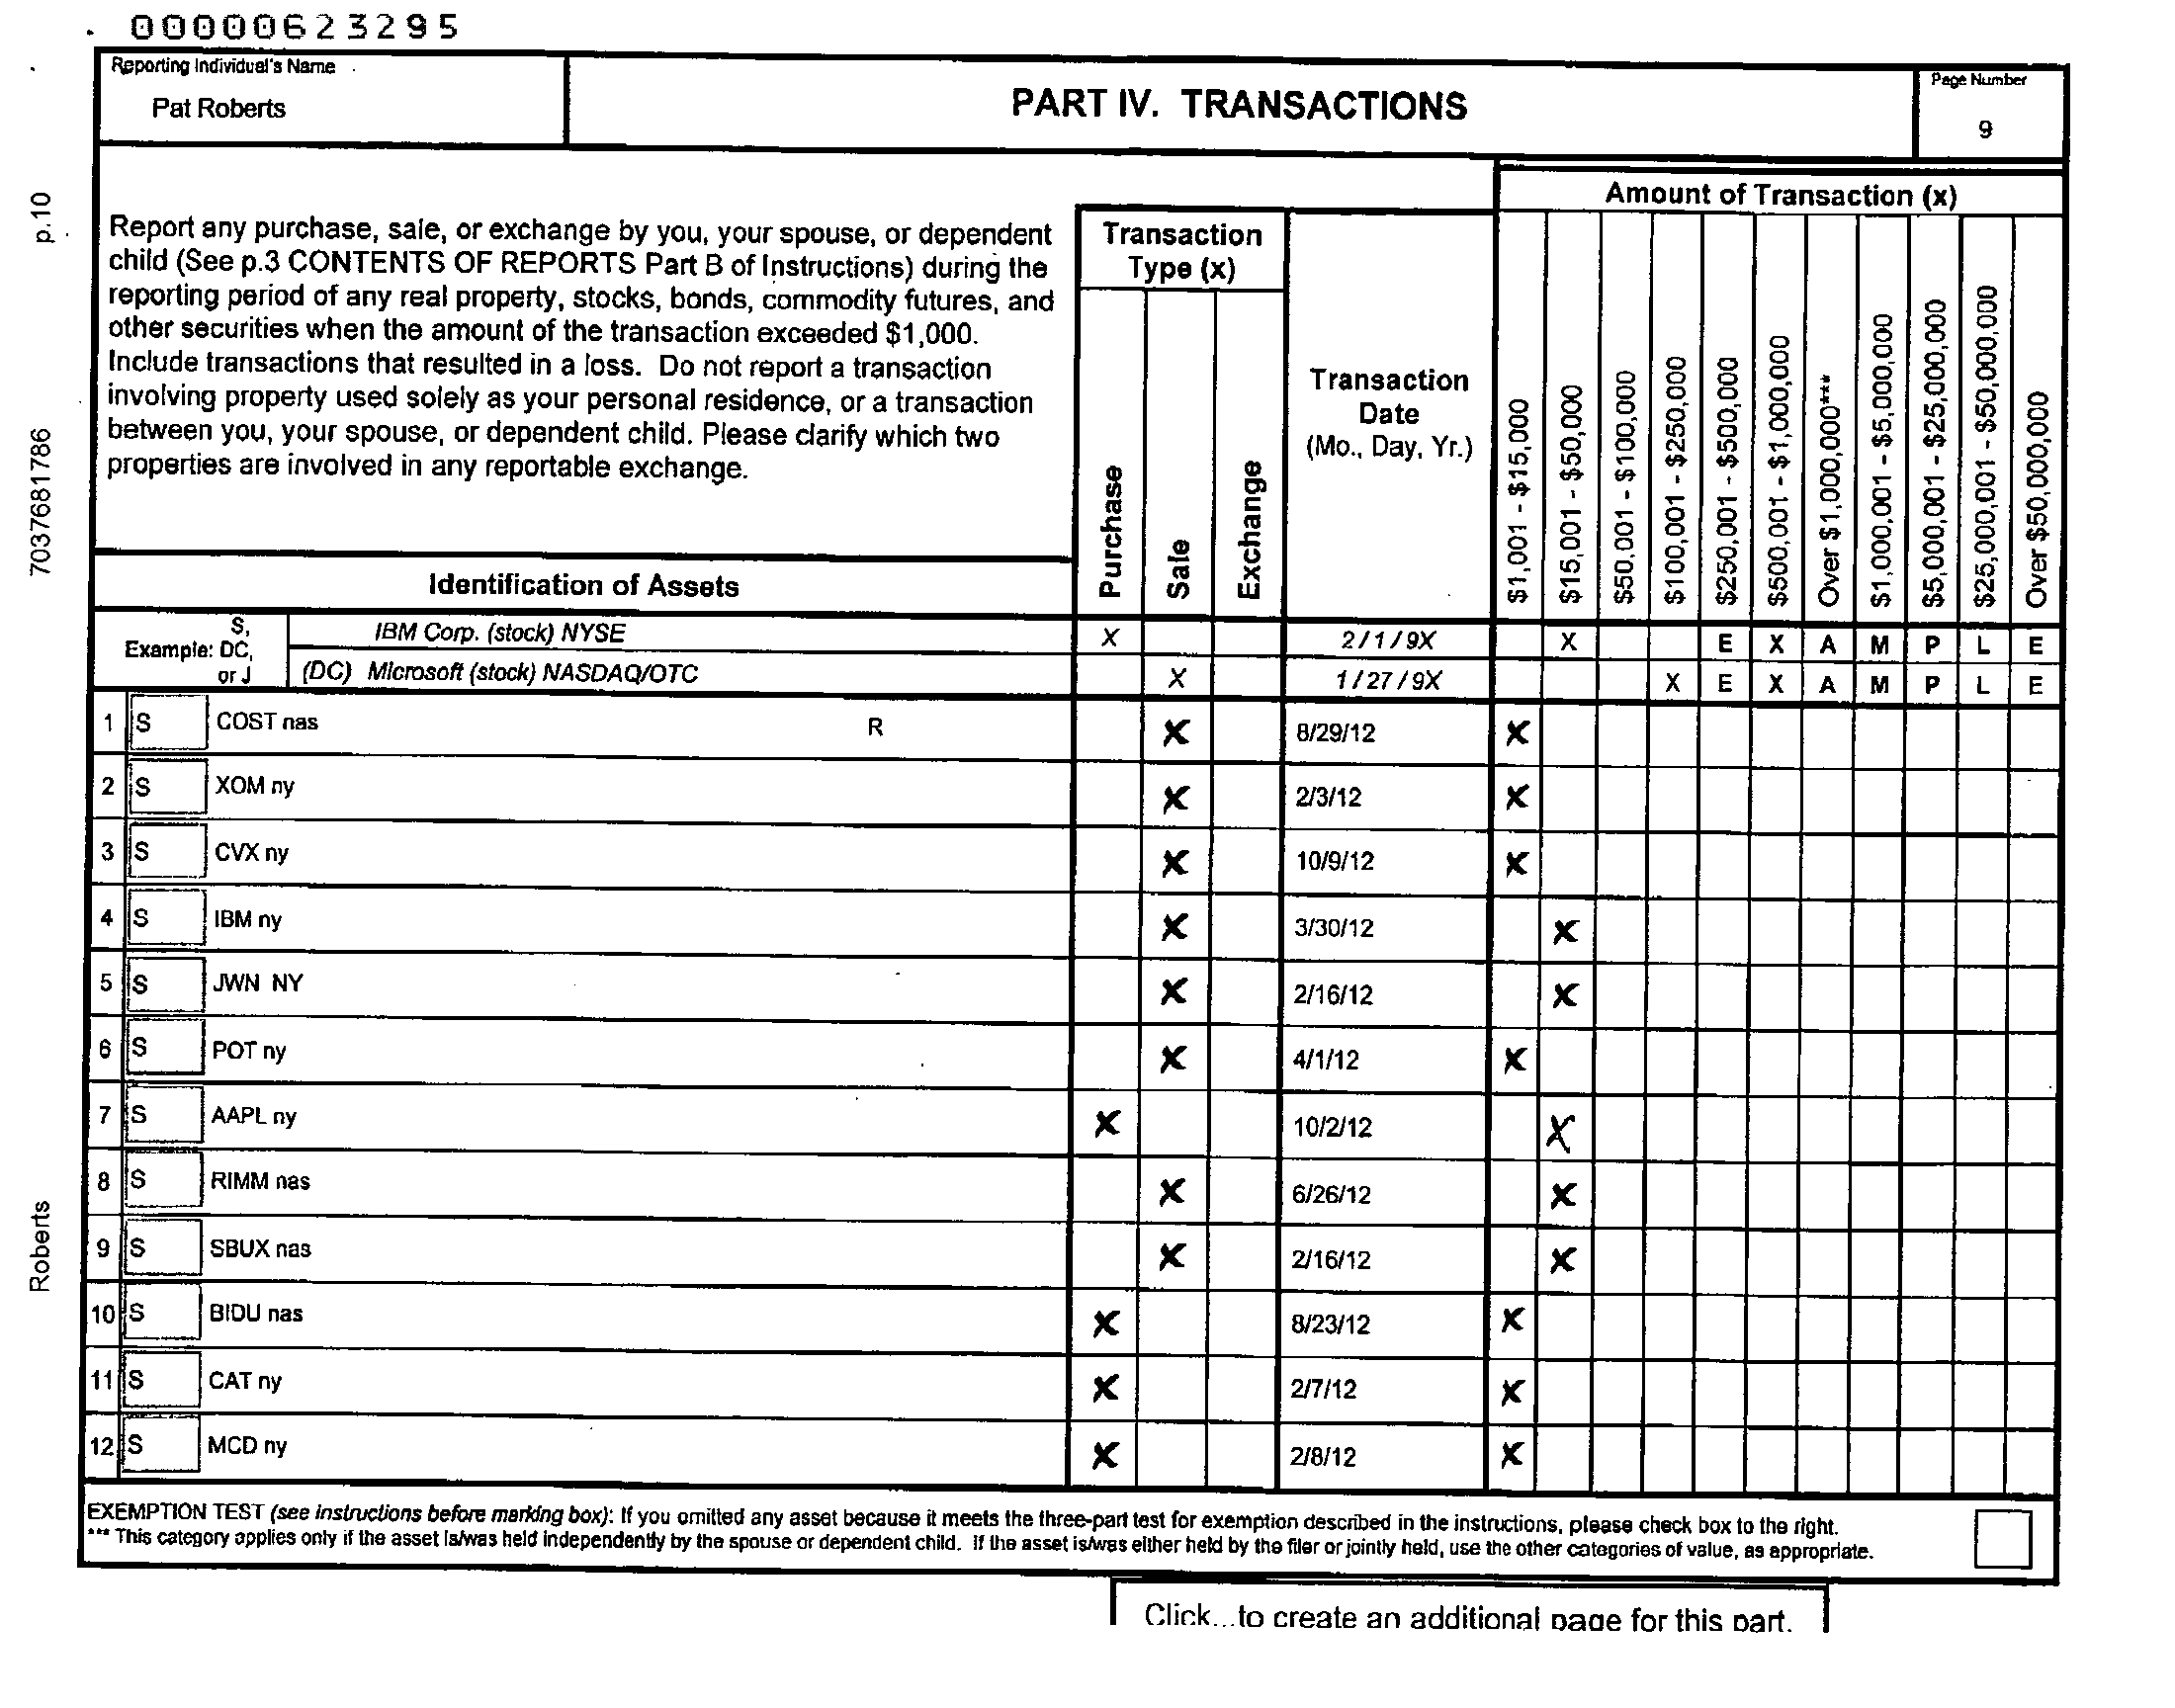 00000623295
Reporting Individual's Name
Pat Roberts
PART IV. TRANSACTIONS
Page Number
9
p.10
7037681786
Roberts
Report any purchase, sale, or exchange by you, your spouse, or dependent
child (See p.3 CONTENTS OF REPORTS Part B of Instructions) during the
reporting period of any real property, stocks, bonds, commodity futures, and
other securities when the amount of the transaction exceeded $1,000.
Include transactions that resulted in a loss. Do not report a transaction
involving property used solely as your personal residence, or a transaction
between you, your spouse, or dependent child. Please clarify which two
properties are involved in any reportable exchange.
Identification of Assets
Transaction
Type (x)
Purchase
Sale
Exchange
Transaction
Date
(Mo., Day, Yr.)
Amount of Transaction (x)
$1,001 - $15,000
$15,001 - $50,000
$50,001 - $100,000
$100,001 - $250,000
$250,001 - $500,000
$500,001 - $1,000,000
Over $1,000,000***
$1,000,001 - $5,000,000
$5,000,001 - $25,000,000
$25,000,001 - $50,000,000
Over $50,000,000
Example: S, DC, or J
IBM Corp. (stock) NYSE X 2/1/9X X E X A M P L E
(DC) Microsoft (stock) NASDAQ/OTC X 1/27/9X X E X A M P L E
1 S COST nas R X 8/29/12 X
2 S XOM ny X 2/3/12 X
3 S CVX ny X 10/9/12 X
4 S IBM ny X 3/30/12 X
5 S JWN NY X 2/16/12 X
6 S POT ny X 4/1/12 X
7 S AAPL ny X 10/2/12 X
8 S RIMM nas X 6/26/12 X
9 S SBUX nas X 2/16/12 X
10 S BIDU nas X 8/23/12 X
11 S CAT ny X 2/7/12 X
12 S MCD ny X 2/8/12 X
EXEMPTION TEST (see instructions before marking box): If you omitted any asset because it meets the three-part test for exemption described in the instructions, please check box to the right.
*** This category applies only if the asset is/was held independently by the spouse or dependent child. If the asset is/was either held by the filer or jointly held, use the other categories of value, as appropriate.
Click...to create an additional page for this part.